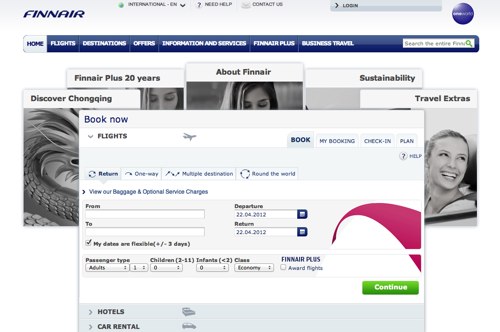 FINNAIR
INTERNATIONAL - EN NEED HELP CONTACT US LOGIN
oneworld
HOME FLIGHTS DESTINATIONS OFFERS INFORMATION AND SERVICES FINNAIR PLUS BUSINESS TRAVEL Search the entire Finna
About Finnair
Finnair Plus 20 years Sustainability
Discover Chongqing Travel Extras
Book now
FLIGHTS BOOK MY BOOKING CHECK-IN PLAN
HELP
Return One-way Multiple destination Round the world
View our Baggage & Optional Service Charges
From Departure
22.04.2012
To Return
22.04.2012
My dates are flexible(+/- 3 days)
Passenger type Children (2-11) Infants (<2) Class FINNAIR PLUS
Adults 1 0 0 Economy Award flights
Continue
HOTELS
CAR RENTAL